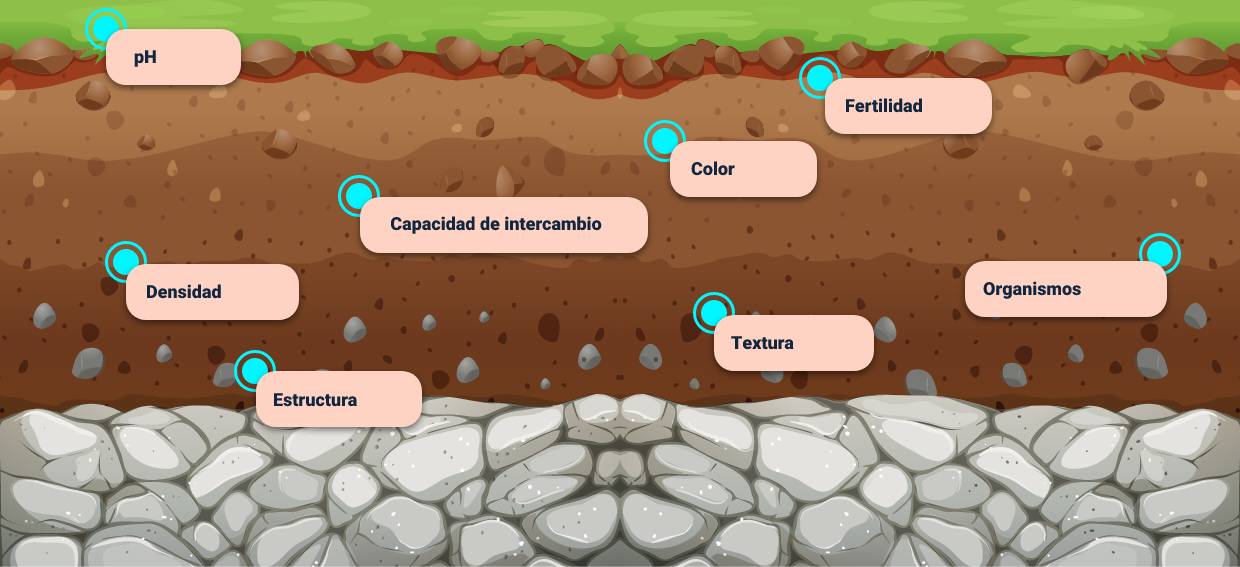 pH
Fertilidad
Color
Capacidad de intercambio
Densidad
Organismos
Textura
Estructura